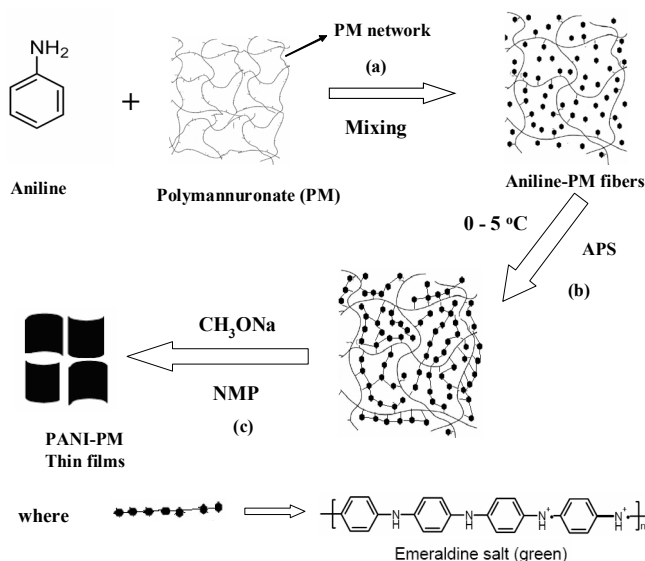 NH2
PM network
(a)
+
Mixing
Aniline
Polymannuronate (PM)
Aniline-PM fibers
0 - 5 °C
APS
(b)
CH3ONa
NMP
(c)
PANI-PM
Thin films
where
N
H
N
H
N+
H
N+
H
n
Emeraldine salt (green)